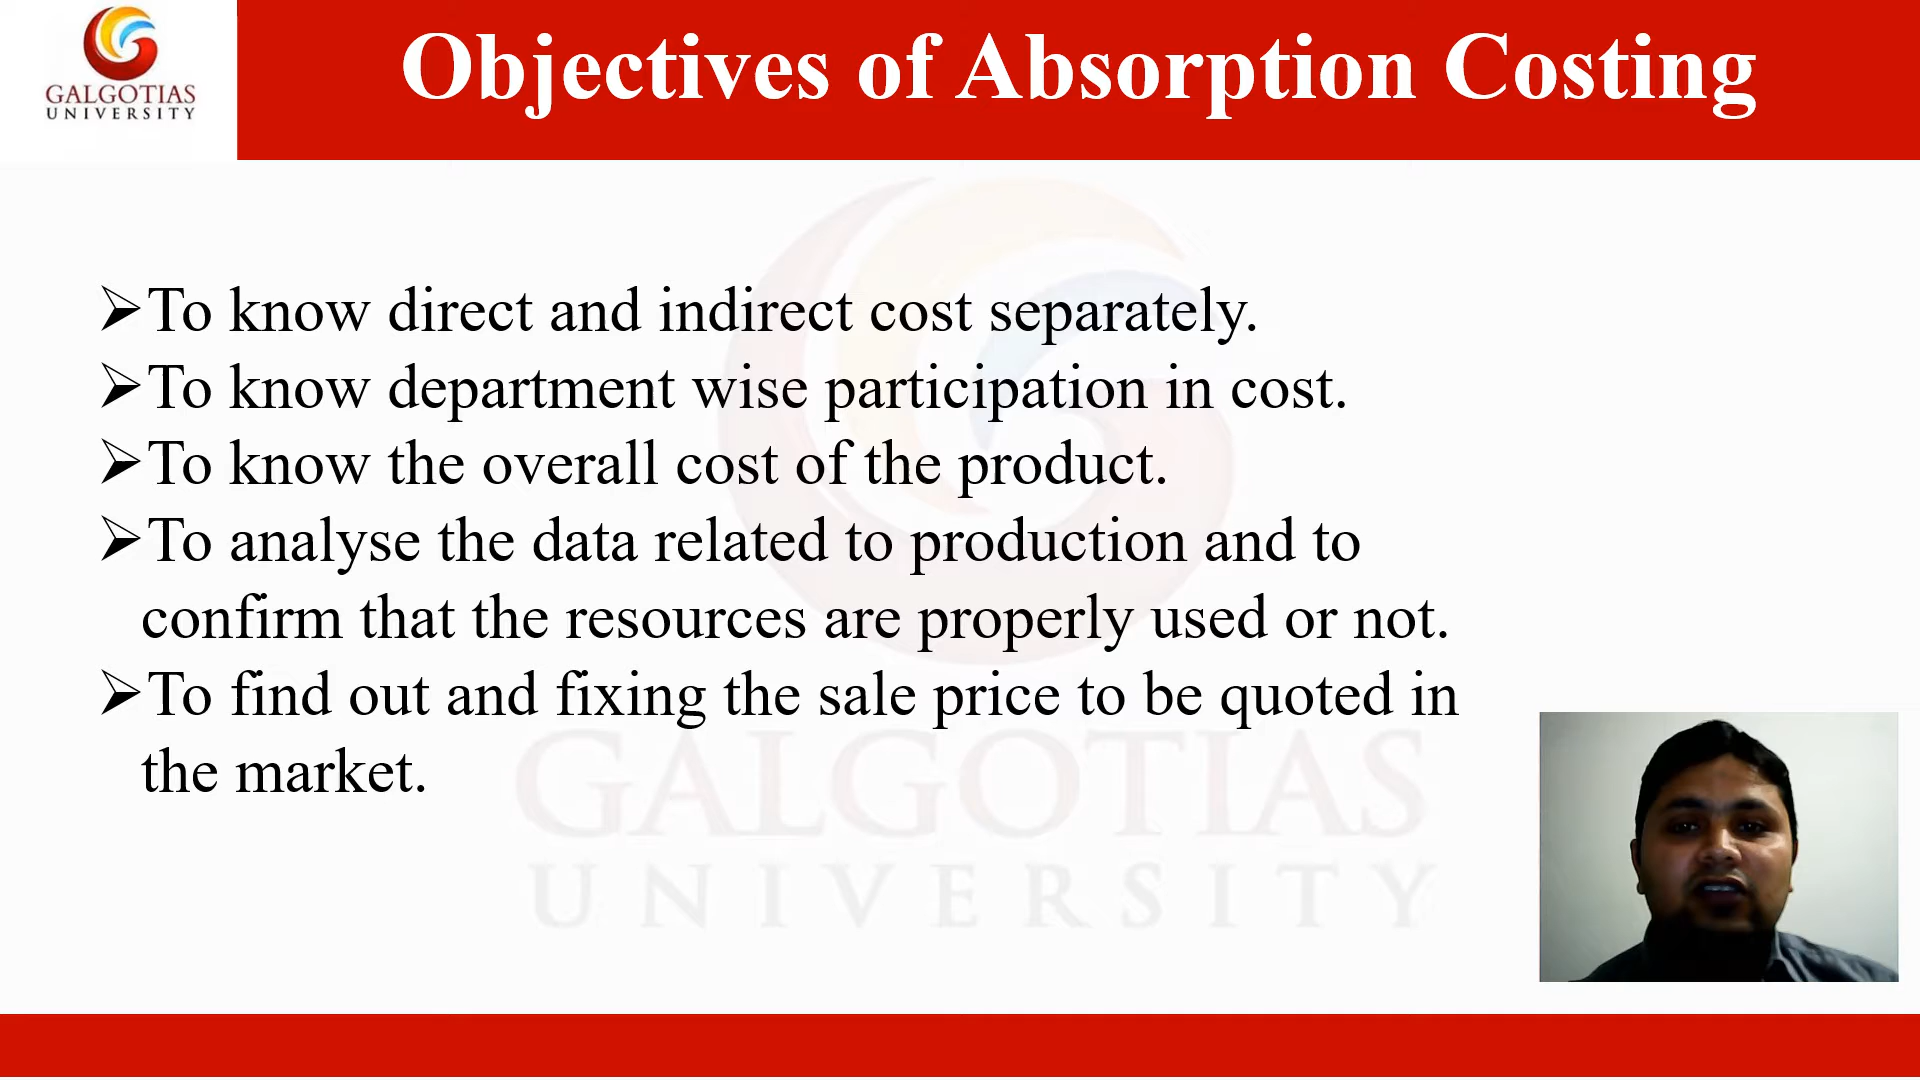 GALGOTIAS
UNIVERSITY
Objectives of Absorption Costing
➢To know direct and indirect cost separately.
➢To know department wise participation in cost.
➢To know the overall cost of the product.
➢To analyse the data related to production and to
confirm that the resources are properly used or not.
➢To find out and fixing the sale price to be quoted in
the market.
GALGOTIAS
UNIVERSITY